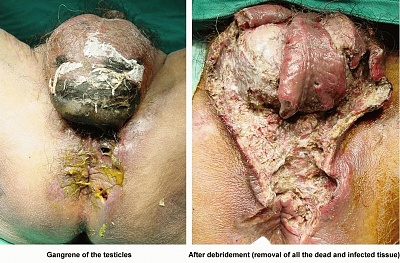 Gangrene of the testicles
After debridement (removal of all the dead and infected tissue)